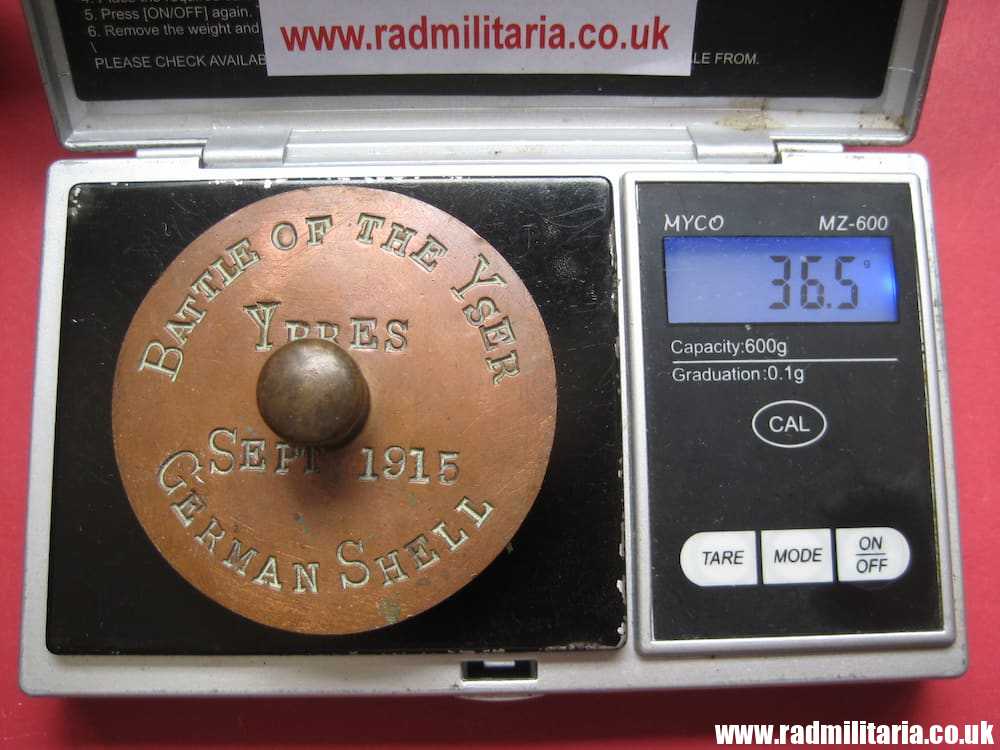 5. Press [ON/OFF] again.
6. Remove the weight and
\
PLEASE CHECK AVAILAB
LE FROM.
www.radmilitaria.co.uk
BATTLE OF THE YSER
YPRES
SEPT 1915
GERMAN SHELL
MYCO MZ-600
36.5 g
Capacity:600g
Graduation:0.1g
CAL
TARE MODE ON/OFF
www.radmilitaria.co.uk